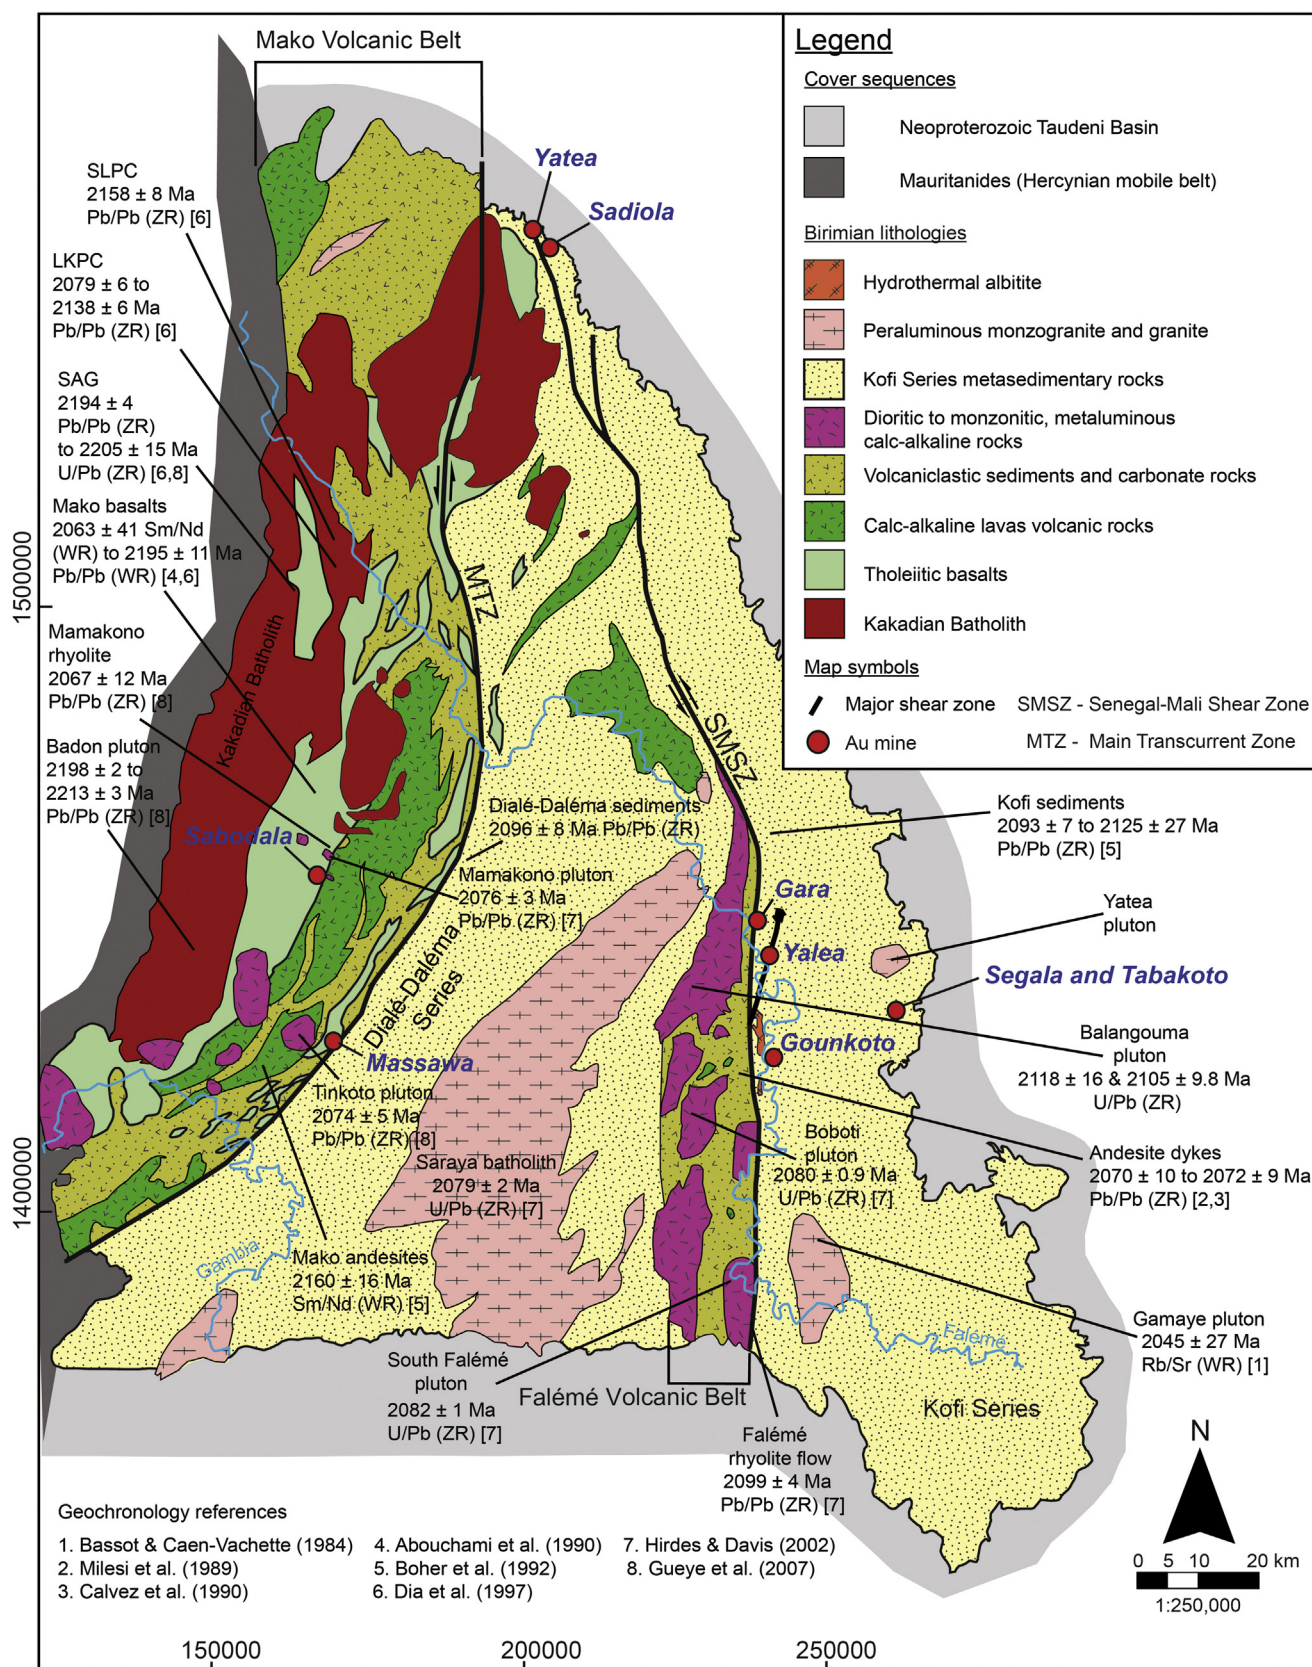 Mako Volcanic Belt
Legend
Cover sequences
Neoproterozoic Taudeni Basin
Mauritanides (Hercynian mobile belt)
Birimian lithologies
Hydrothermal albitite
Peraluminous monzogranite and granite
Kofi Series metasedimentary rocks
Dioritic to monzonitic, metaluminous
calc-alkaline rocks
Volcaniclastic sediments and carbonate rocks
Calc-alkaline lavas volcanic rocks
Tholeiitic basalts
Kakadian Batholith
Map symbols
Major shear zone
SMSZ - Senegal-Mali Shear Zone
Au mine
MTZ - Main Transcurrent Zone
SLPC
2158 ± 8 Ma
Pb/Pb (ZR) [6]
LKPC
2079 ± 6 to
2138 ± 6 Ma
Pb/Pb (ZR) [6]
SAG
2194 ± 4
Pb/Pb (ZR)
to 2205 ± 15 Ma
U/Pb (ZR) [6,8]
Mako basalts
2063 ± 41 Sm/Nd
(WR) to 2195 ± 11 Ma
Pb/Pb (WR) [4,6]
Mamakono
rhyolite
2067 ± 12 Ma
Pb/Pb (ZR) [8]
Badon pluton
2198 ± 2 to
2213 ± 3 Ma
Pb/Pb (ZR) [8]
Yatea
Sadiola
MTZ
SMSZ
Kakadian Batholith
Sabodala
Dialé-Daléma sediments
2096 ± 8 Ma Pb/Pb (ZR)
Mamakono pluton
2076 ± 3 Ma
Pb/Pb (ZR) [7]
Dialé-Daléma
Series
Massawa
Tinkoto pluton
2074 ± 5 Ma
Pb/Pb (ZR) [8]
Saraya batholith
2079 ± 2 Ma
U/Pb (ZR) [7]
Mako andesites
2160 ± 16 Ma
Sm/Nd (WR) [5]
Gambia
South Falémé
pluton
2082 ± 1 Ma
U/Pb (ZR) [7]
Falémé Volcanic Belt
Falémé
rhyolite flow
2099 ± 4 Ma
Pb/Pb (ZR) [7]
Kofi sediments
2093 ± 7 to 2125 ± 27 Ma
Pb/Pb (ZR) [5]
Gara
Yalea
Yatea
pluton
Segala and Tabakoto
Gounkoto
Balangouma
pluton
2118 ± 16 & 2105 ± 9.8 Ma
U/Pb (ZR)
Boboti
pluton
2080 ± 0.9 Ma
U/Pb (ZR) [7]
Andesite dykes
2070 ± 10 to 2072 ± 9 Ma
Pb/Pb (ZR) [2,3]
Gamaye pluton
2045 ± 27 Ma
Rb/Sr (WR) [1]
Falémé
Kofi Series
N
0 5 10 20 km
1:250,000
Geochronology references
1. Bassot & Caen-Vachette (1984)
2. Milesi et al. (1989)
3. Calvez et al. (1990)
4. Abouchami et al. (1990)
5. Boher et al. (1992)
6. Dia et al. (1997)
7. Hirdes & Davis (2002)
8. Gueye et al. (2007)
1500000
1400000
150000
200000
250000